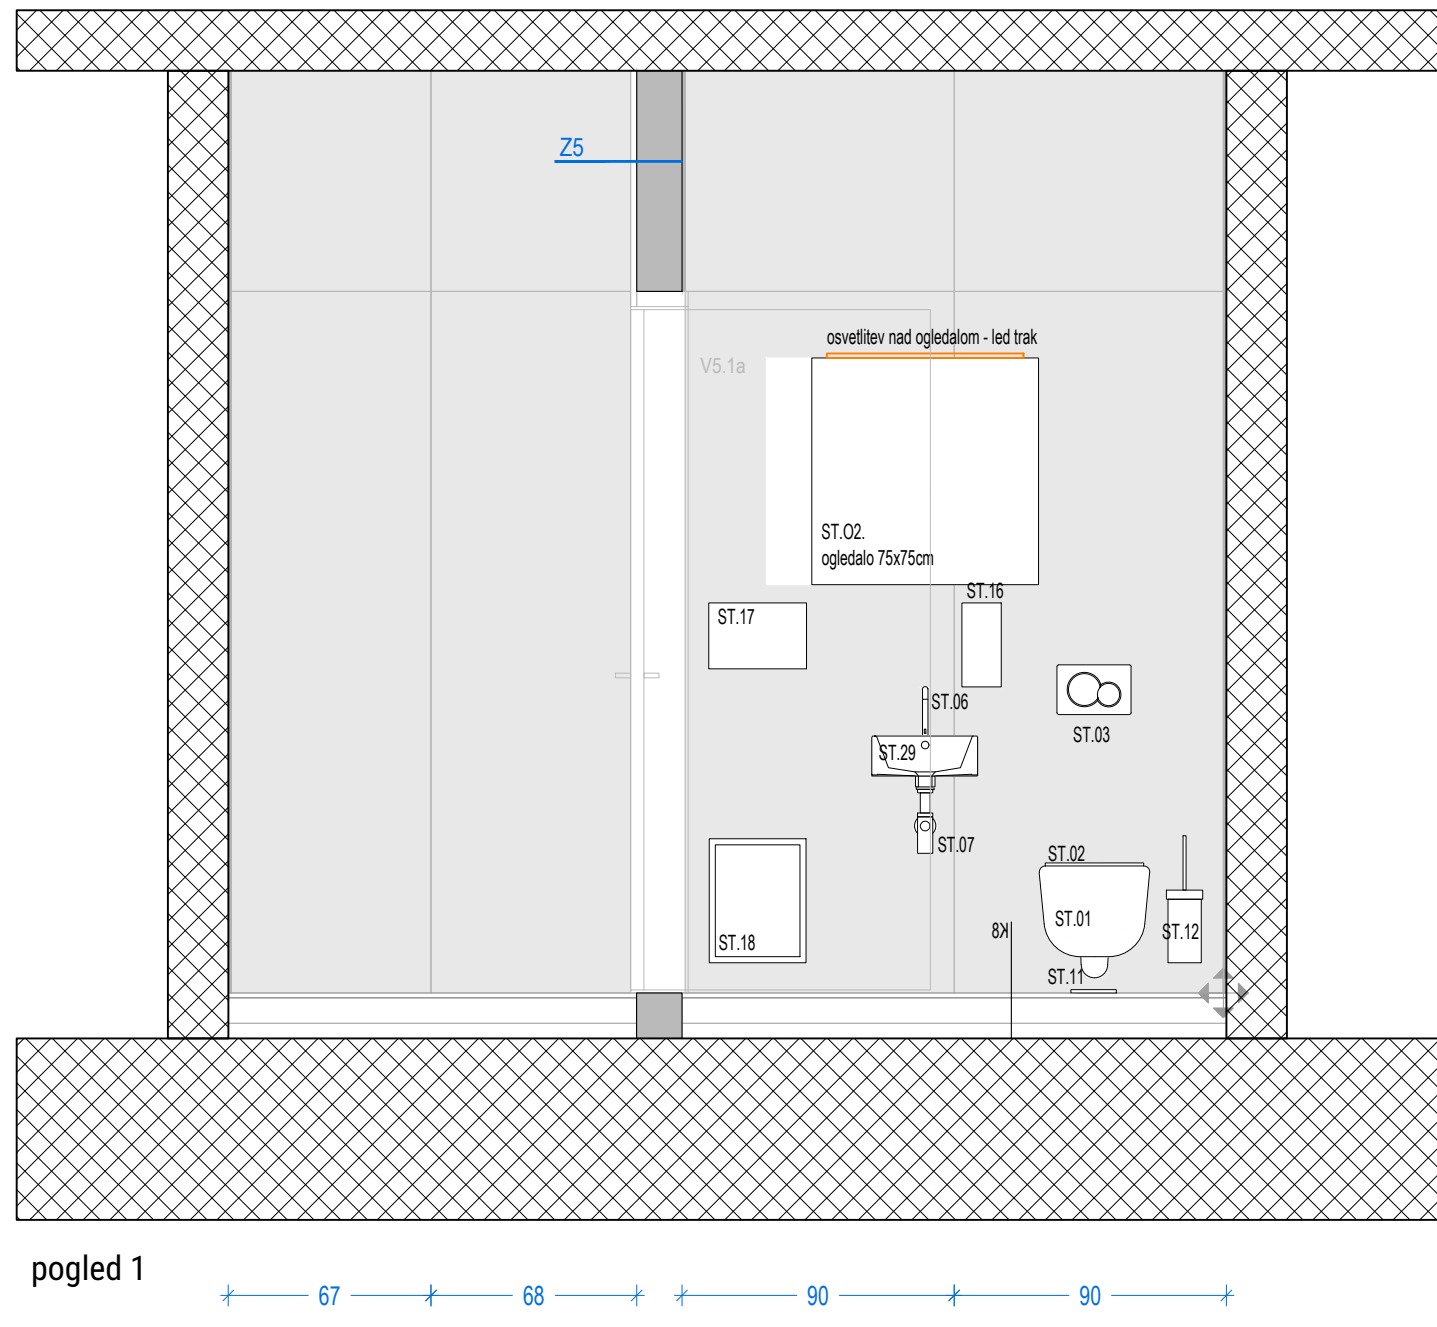 Z5
osvetlitev nad ogledalom - led trak
V5.1a
ST.O2.
ogledalo 75x75cm
ST.16
ST.17
ST.06
ST.03
ST.29
ST.07
ST.02
ST.01
K8
ST.12
ST.18
ST.11
pogled 1
67
68
90
90